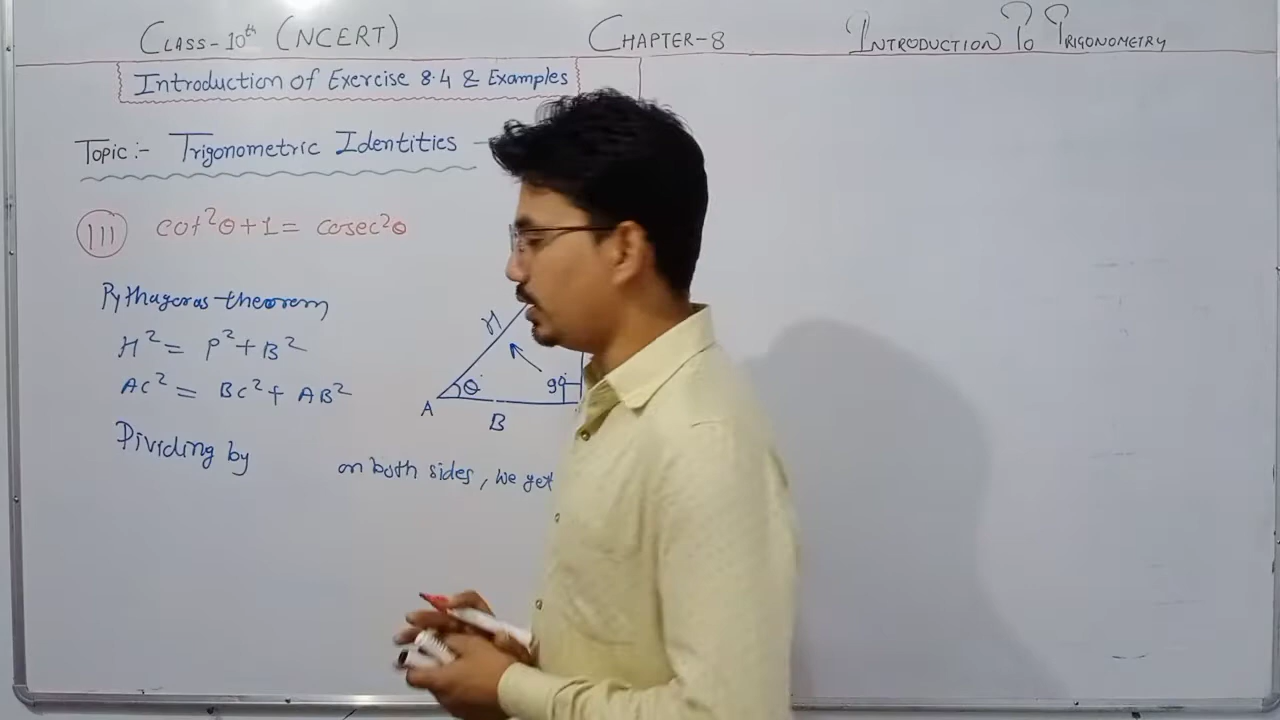 CLASS-10th (NCERT) CHAPTER-8 INTRODUCTION TO TRIGONOMETRY
Introduction of Exercise 8.4 & Examples
TOPIC:- Trigonometric Identities
III cot²θ+1= cosec²θ
Pythagoras theorem
H²= P²+B²
AC² = BC²+ AB²
H
θ 90°
A
B
Dividing by on both sides, we get